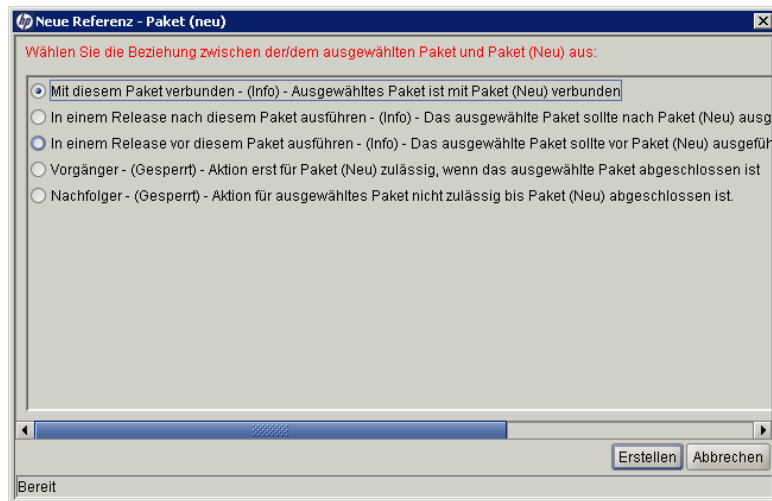 hp Neue Referenz - Paket (neu)
Wählen Sie die Beziehung zwischen der/dem ausgewählten Paket und Paket (Neu) aus:
Mit diesem Paket verbunden - (Info) - Ausgewähltes Paket ist mit Paket (Neu) verbunden
In einem Release nach diesem Paket ausführen - (Info) - Das ausgewählte Paket sollte nach Paket (Neu) ausg
In einem Release vor diesem Paket ausführen - (Info) - Das ausgewählte Paket sollte vor Paket (Neu) ausgefüh
Vorgänger - (Gesperrt) - Aktion erst für Paket (Neu) zulässig, wenn das ausgewählte Paket abgeschlossen ist
Nachfolger - (Gesperrt) - Aktion für ausgewähltes Paket nicht zulässig bis Paket (Neu) abgeschlossen ist.
Erstellen Abbrechen
Bereit